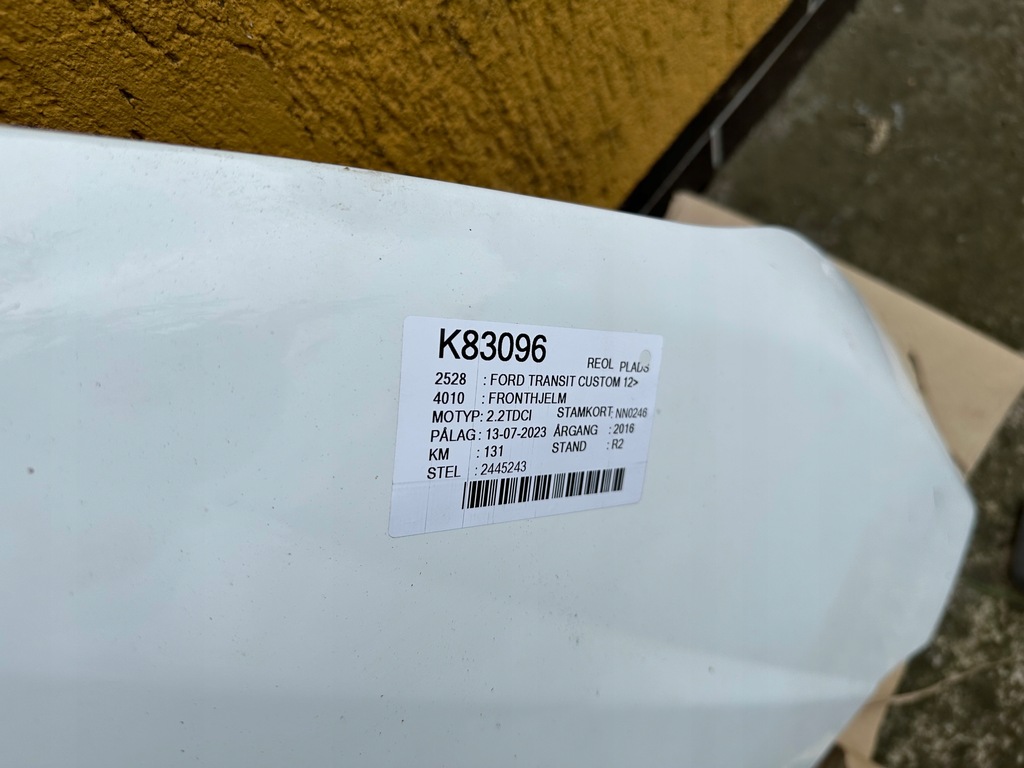 K83096
REOL PLADS
2528 : FORD TRANSIT CUSTOM 12>
4010 : FRONTHJELM
MOTYP: 2.2TDCI STAMKORT: NN0246
PÅLAG : 13-07-2023 ÅRGANG : 2016
KM : 131 STAND : R2
STEL : 2445243